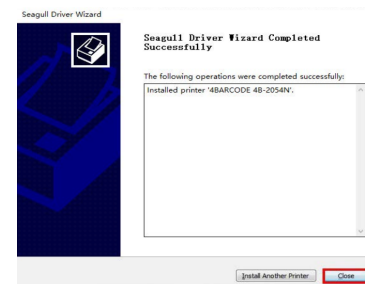 Seagull Driver Wizard
Seagull Driver Wizard Completed
Successfully
The following operations were completed successfully:
Installed printer '4BARCODE 4B-2054N'.
Install Another Printer
Close